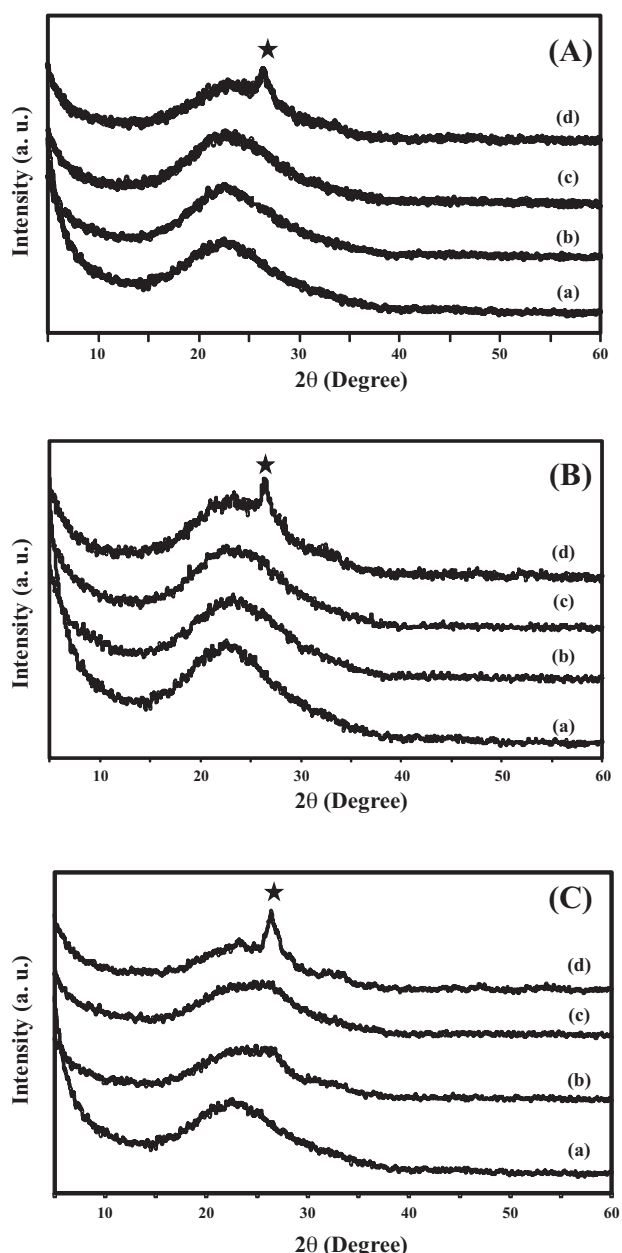 (A)
Intensity (a. u.)
(d)
(c)
(b)
(a)
10 20 30 40 50 60
2θ (Degree)
(B)
Intensity (a. u.)
(d)
(c)
(b)
(a)
10 20 30 40 50 60
2θ (Degree)
(C)
Intensity (a. u.)
(d)
(c)
(b)
(a)
10 20 30 40 50 60
2θ (Degree)